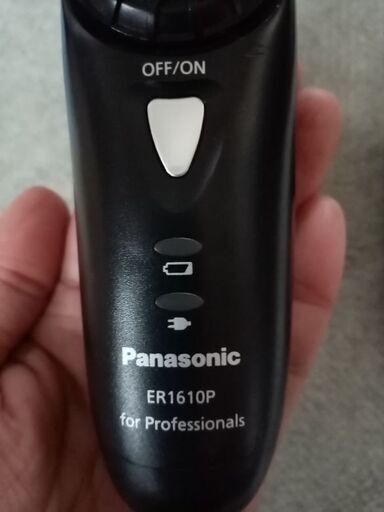 OFF/ON
Panasonic
ER1610P
for Professionals